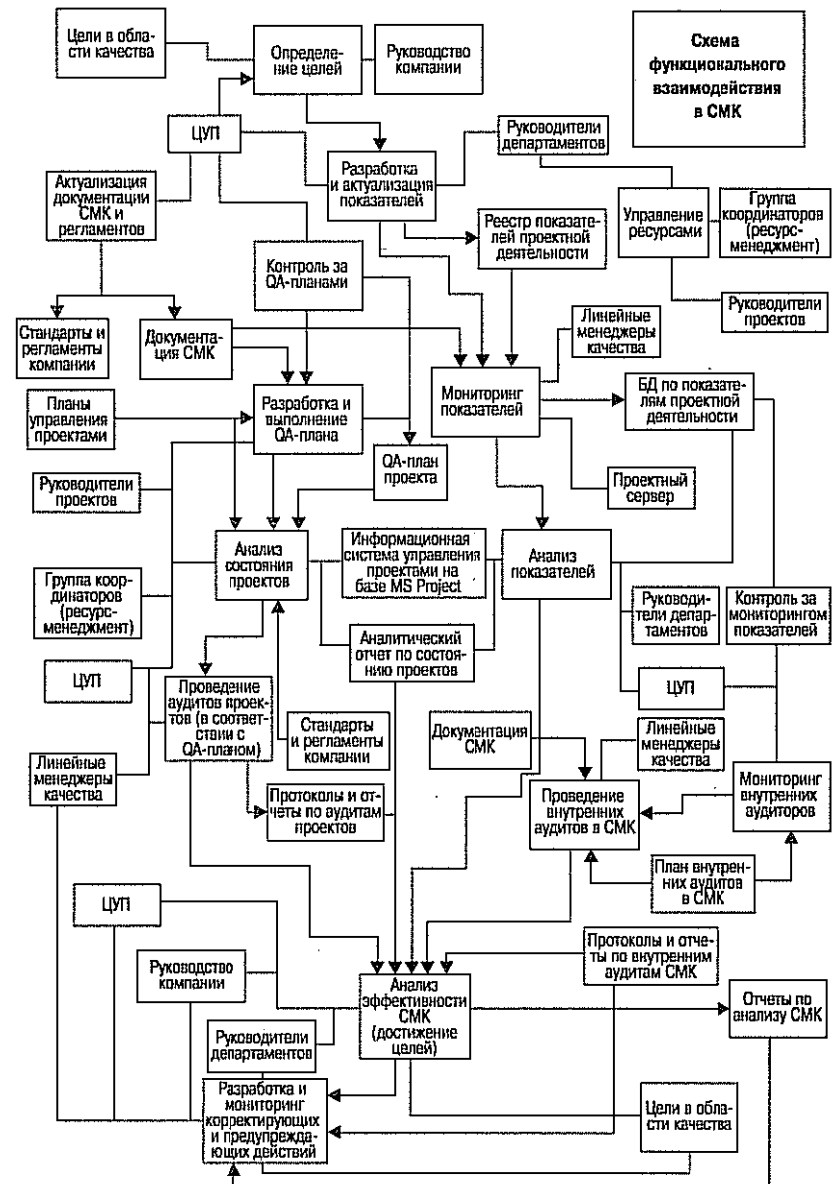 Цели в обла-
сти качества
Определе-
ние целей
Руководство
компании
Схема
функционального
взаимодействия
в СМК
ЦУП
Руководители
департаментов
Разработка
и актуализация
показателей
Актуализация
документации
СМК и
регламентов
Управление
ресурсами
Группа
координаторов
(ресурс-
менеджмент)
Реестр показате-
лей проектной
деятельности
Контроль за
QA-планами
Руководители
проектов
Линейные
менеджеры
качества
Стандарты и
регламенты
компании
Документа-
ция СМК
Мониторинг
показателей
БД по показате-
лям проектной
деятельности
Планы
управления
проектами
Разработка и
выполнение
QA-плана
QA-план
проекта
Проектный
сервер
Руководители
проектов
Анализ
состояния
проектов
Информационная
система управления
проектами на
базе MS Project
Анализ
показателей
Группа коор-
динаторов
(ресурс-
менеджмент)
Руководи-
тели депар-
таментов
Контроль за
мониторингом
показателей
Аналитический
отчет по состоя-
нию проектов
ЦУП
Проведение
аудитов проек-
тов (в соответ-
ствии с
QA-планом)
ЦУП
Стандарты
и регламенты
компании
Документация
СМК
Линейные
менеджеры
качества
Линейные
менеджеры
качества
Протоколы и от-
четы по аудитам
проектов
Проведение
внутренних
аудитов в СМК
Мониторинг
внутренних
аудиторов
План внутрен-
них аудитов
в СМК
ЦУП
Руководство
компании
Анализ
эффективности
СМК
(достижение
целей)
Протоколы и отче-
ты по внутренним
аудитам СМК
Отчеты по
анализу СМК
Руководители
департаментов
Разработка и
мониторинг
корректирующих
и предупрежда-
ющих действий
Цели в обла-
сти качества